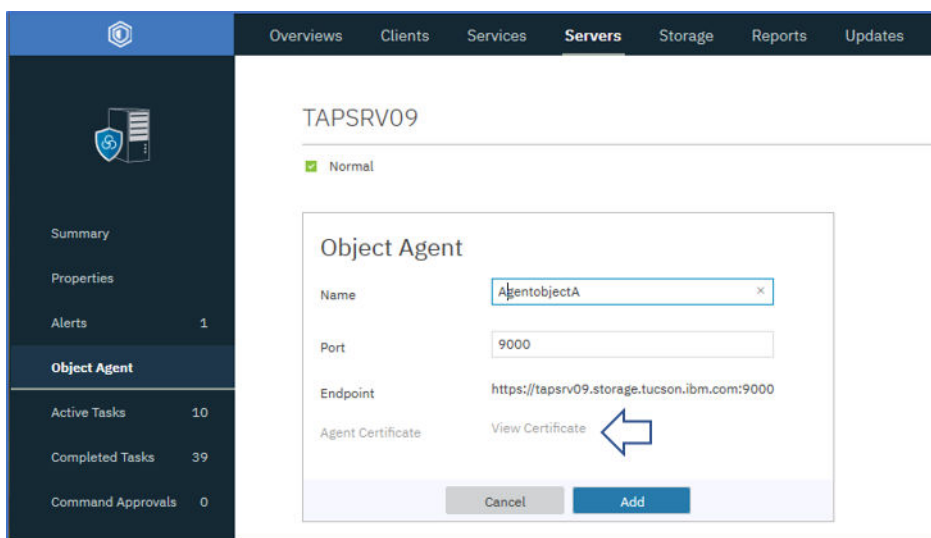 Overviews Clients Services Servers Storage Reports Updates
TAPSRV09
Normal
Summary
Properties
Alerts 1
Object Agent
Active Tasks 10
Completed Tasks 39
Command Approvals 0
Object Agent
Name AgentobjectA ×
Port 9000
Endpoint https://tapsrv09.storage.tucson.ibm.com:9000
Agent Certificate View Certificate
Cancel Add